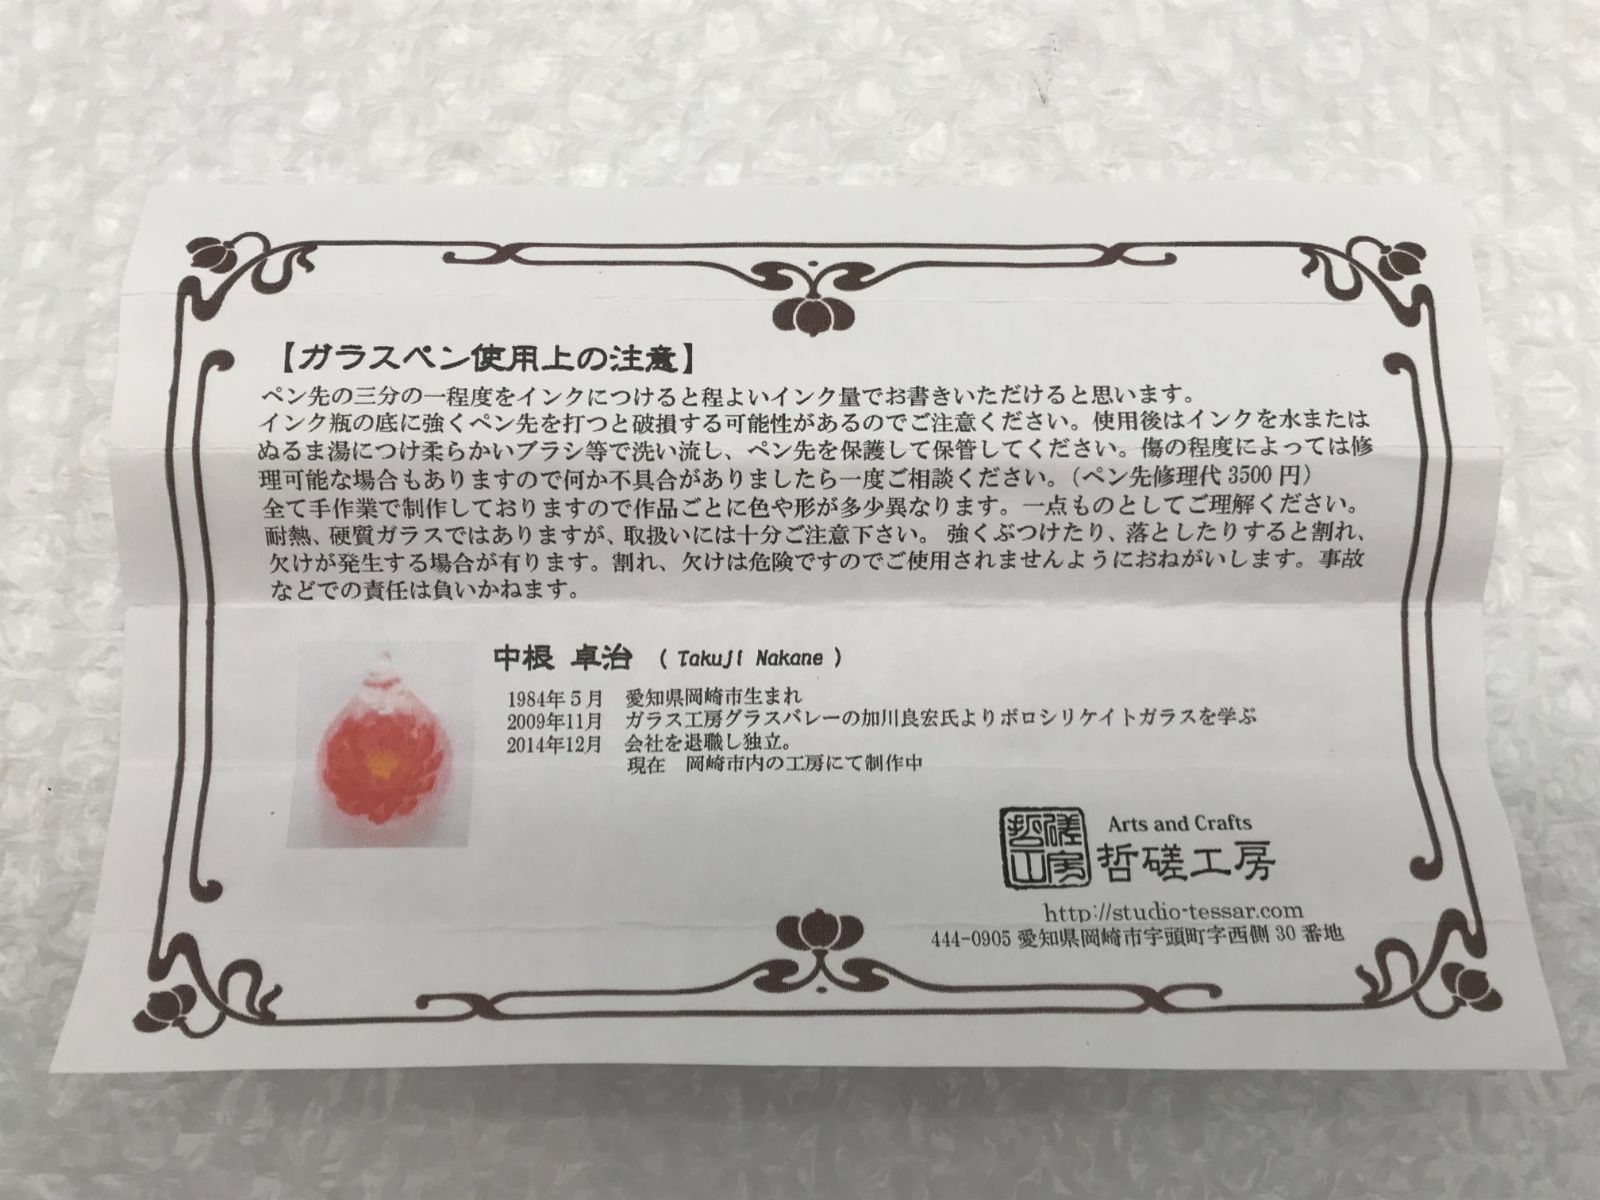 【ガラスペン使用上の注意】
ペン先の三分の一程度をインクにつけると程よいインク量でお書きいただけると思います。
インク瓶の底に強くペン先を打つと破損する可能性があるのでご注意ください。使用後はインクを水または
ぬるま湯につけ柔らかいブラシ等で洗い流し、ペン先を保護して保管してください。傷の程度によっては修
理可能な場合もありますので何か不具合がありましたら一度ご相談ください。（ペン先修理代3500円）
全て手作業で制作しておりますので作品ごとに色や形が多少異なります。一点ものとしてご理解ください。
耐熱、硬質ガラスではありますが、取扱いには十分ご注意下さい。 強くぶつけたり、落としたりすると割れ、
欠けが発生する場合が有ります。割れ、欠けは危険ですのでご使用されませんようにおねがいします。事故
などでの責任は負いかねます。
中根 卓治 （Takuji Nakane）
1984年5月 愛知県岡崎市生まれ
2009年11月 ガラス工房グラスバレーの加川良宏氏よりボロシリケイトガラスを学ぶ
2014年12月 会社を退職し独立。
現在 岡崎市内の工房にて制作中
哲磋工房
Arts and Crafts
哲磋工房
http://studio-tessar.com
444-0905 愛知県岡崎市宇頭町字西側30番地